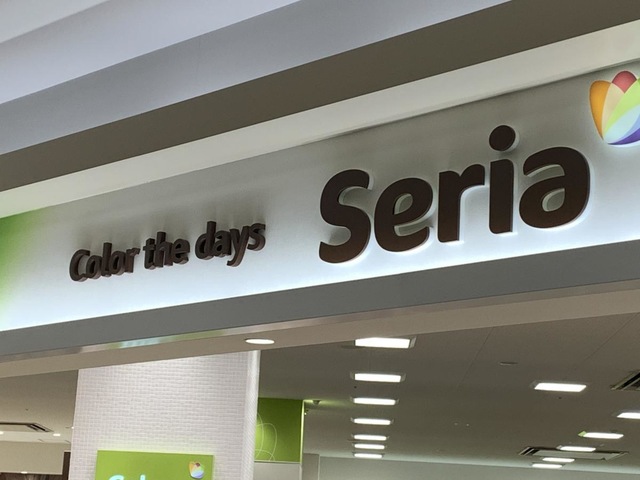 Color the days
Seria